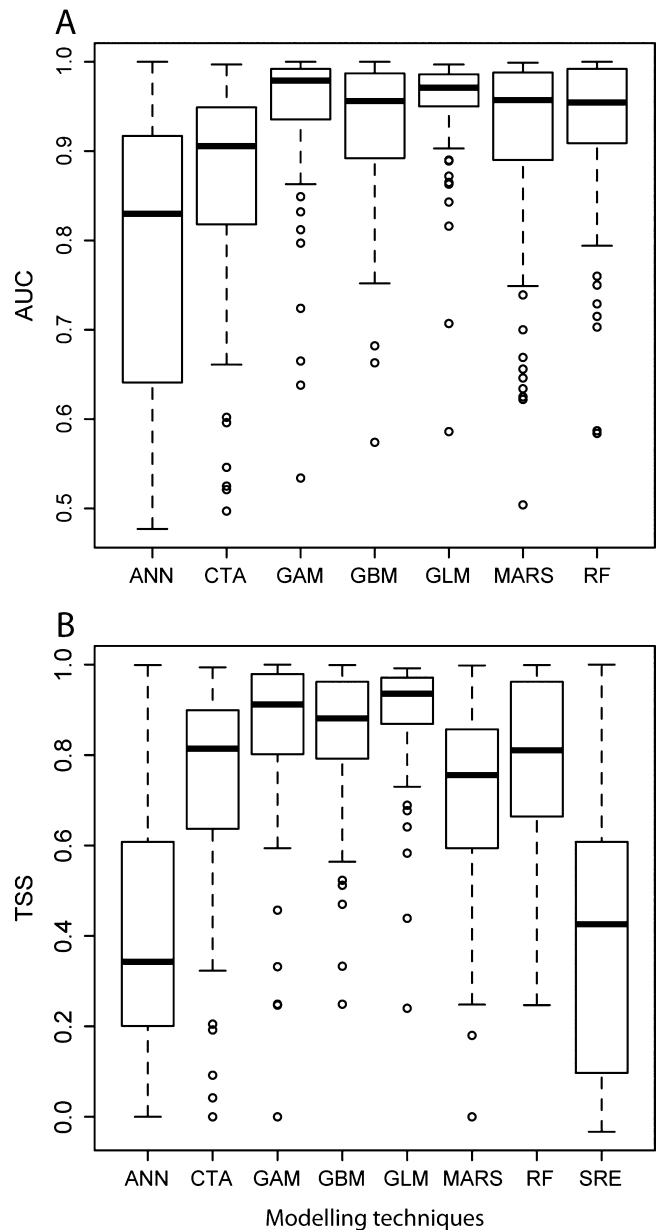 A
AUC
1.0
0.9
0.8
0.7
0.6
0.5
ANN CTA GAM GBM GLM MARS RF
B
TSS
1.0
0.8
0.6
0.4
0.2
0.0
ANN CTA GAM GBM GLM MARS RF SRE
Modelling techniques